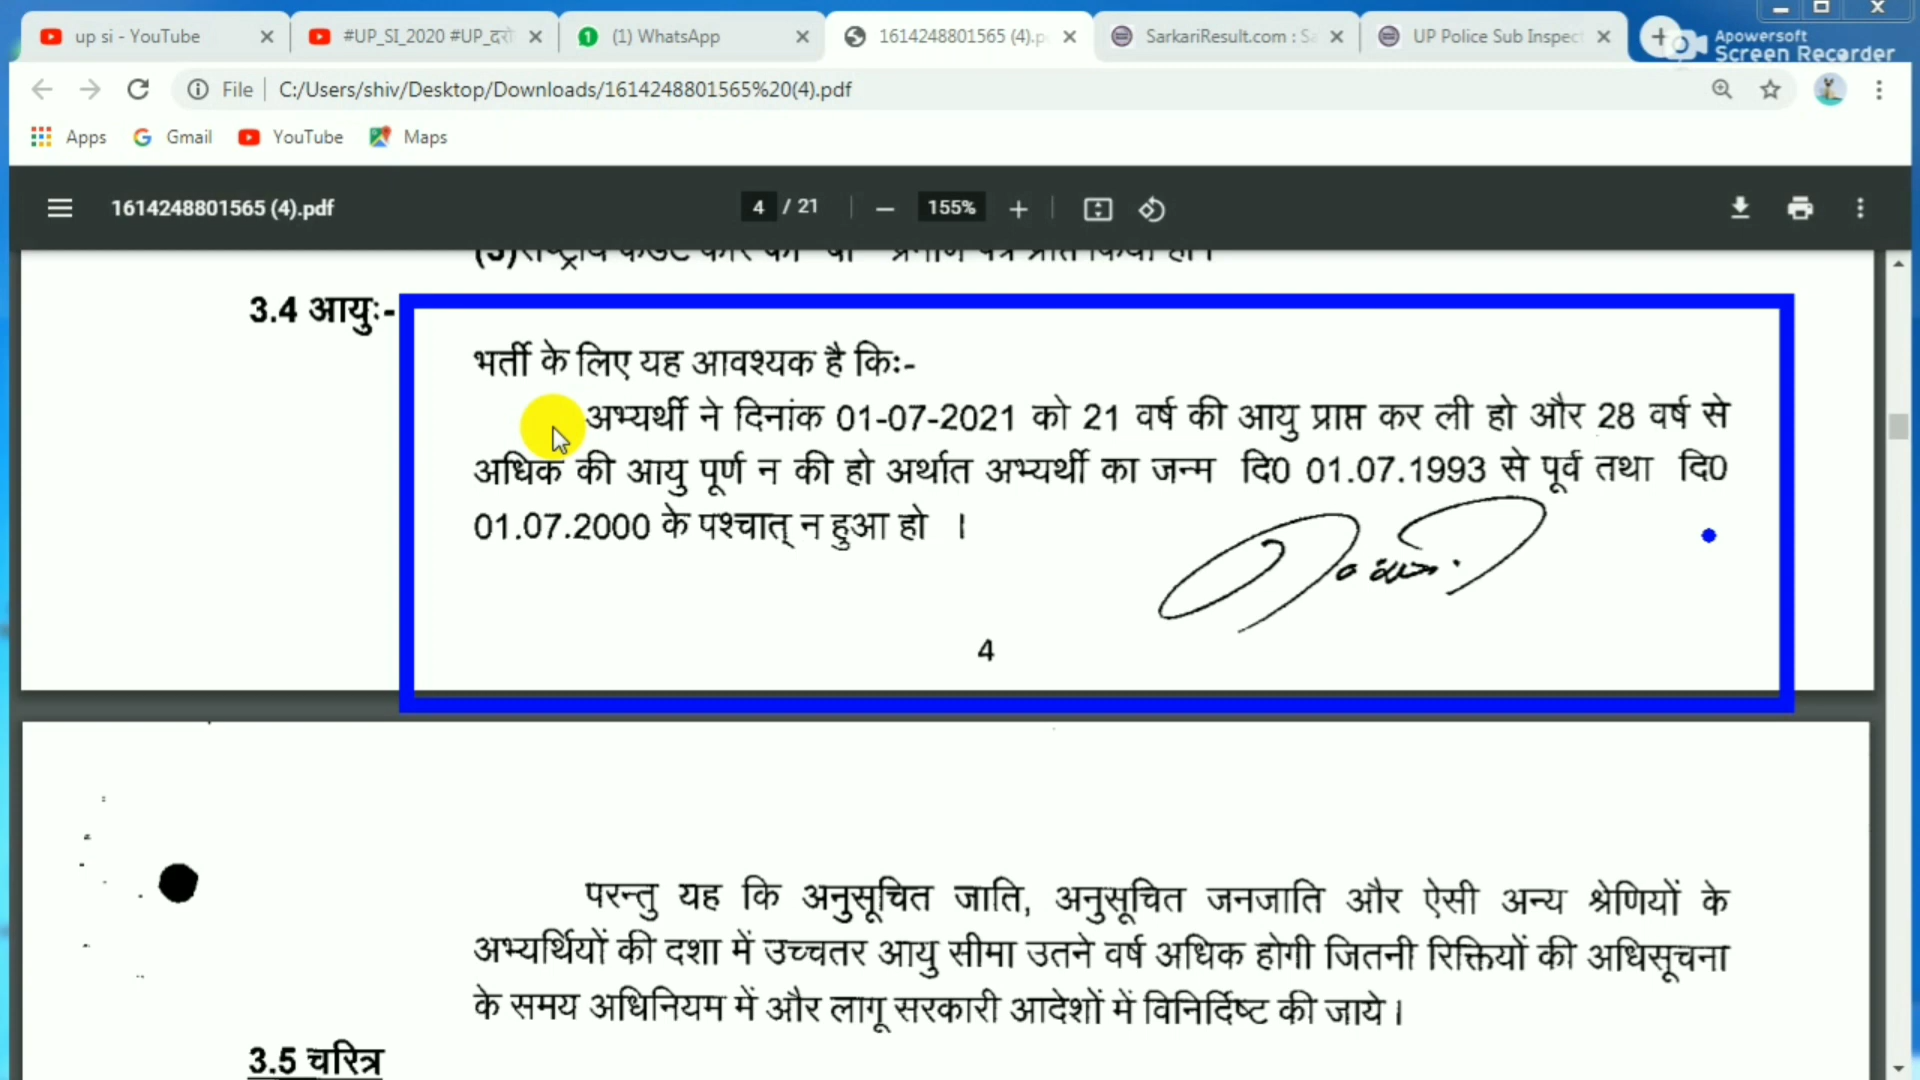 up si - YouTube
#UP_SI_2020 #UP_दरो
(1) WhatsApp
1614248801565 (4).p
SarkariResult.com : Sa
UP Police Sub Inspect
Apowersoft
Screen Recorder
File
C:/Users/shiv/Desktop/Downloads/1614248801565%20(4).pdf
Apps Gmail YouTube Maps
1614248801565 (4).pdf
4 / 21
155%
3.4 आयुः-
भर्ती के लिए यह आवश्यक है किः-
अभ्यर्थी ने दिनांक 01-07-2021 को 21 वर्ष की आयु प्राप्त कर ली हो और 28 वर्ष से
अधिक की आयु पूर्ण न की हो अर्थात अभ्यर्थी का जन्म दि0 01.07.1993 से पूर्व तथा दि0
01.07.2000 के पश्चात् न हुआ हो ।
4
परन्तु यह कि अनुसूचित जाति, अनुसूचित जनजाति और ऐसी अन्य श्रेणियों के
अभ्यर्थियों की दशा में उच्चतर आयु सीमा उतने वर्ष अधिक होगी जितनी रिक्तियों की अधिसूचना
के समय अधिनियम में और लागू सरकारी आदेशों में विनिर्दिष्ट की जाये।
3.5 चरित्र